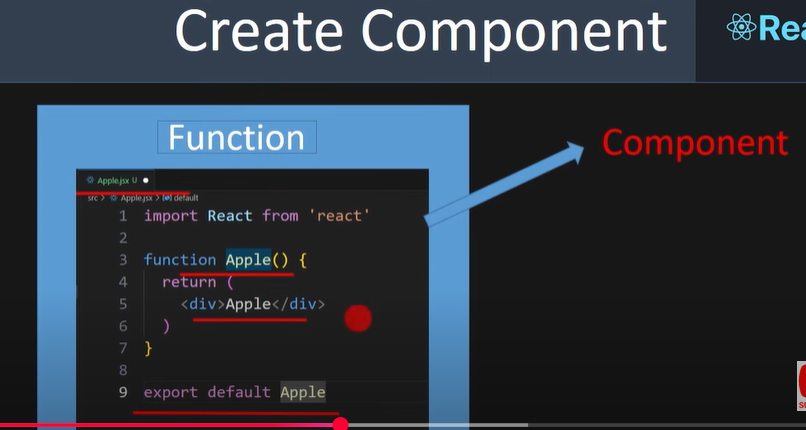 Create Component
Rea
Function
Component
Apple.jsx U
src > Apple.jsx > default
1 import React from 'react'
2
3 function Apple() {
4 return (
5 <div>Apple</div>
6 )
7 }
8
9 export default Apple